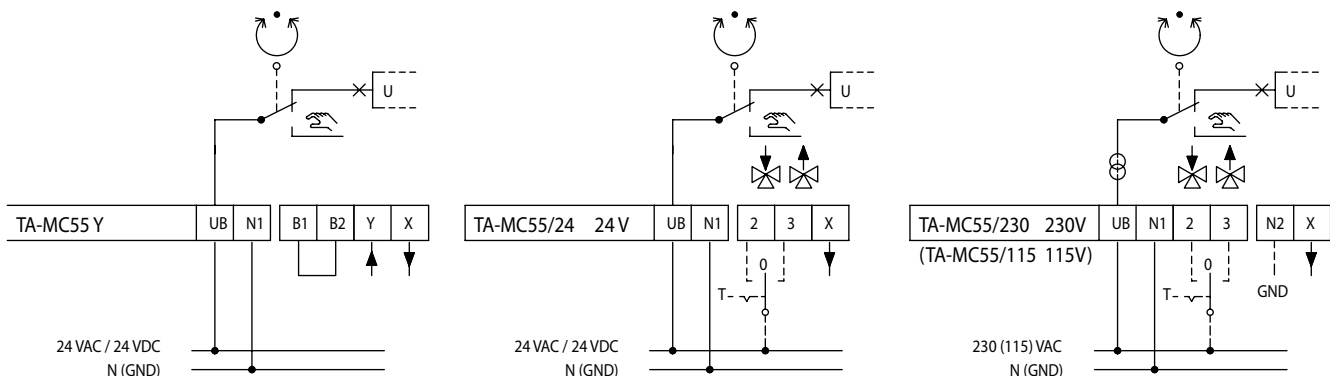 U
TA-MC55 Y UB N1 B1 B2 Y X
24 VAC / 24 VDC
N (GND)
U
TA-MC55/24 24 V UB N1 2 3 X
0
T
24 VAC / 24 VDC
N (GND)
U
TA-MC55/230 230V UB N1 2 3 N2 X
(TA-MC55/115 115V)
0
T
GND
230 (115) VAC
N (GND)